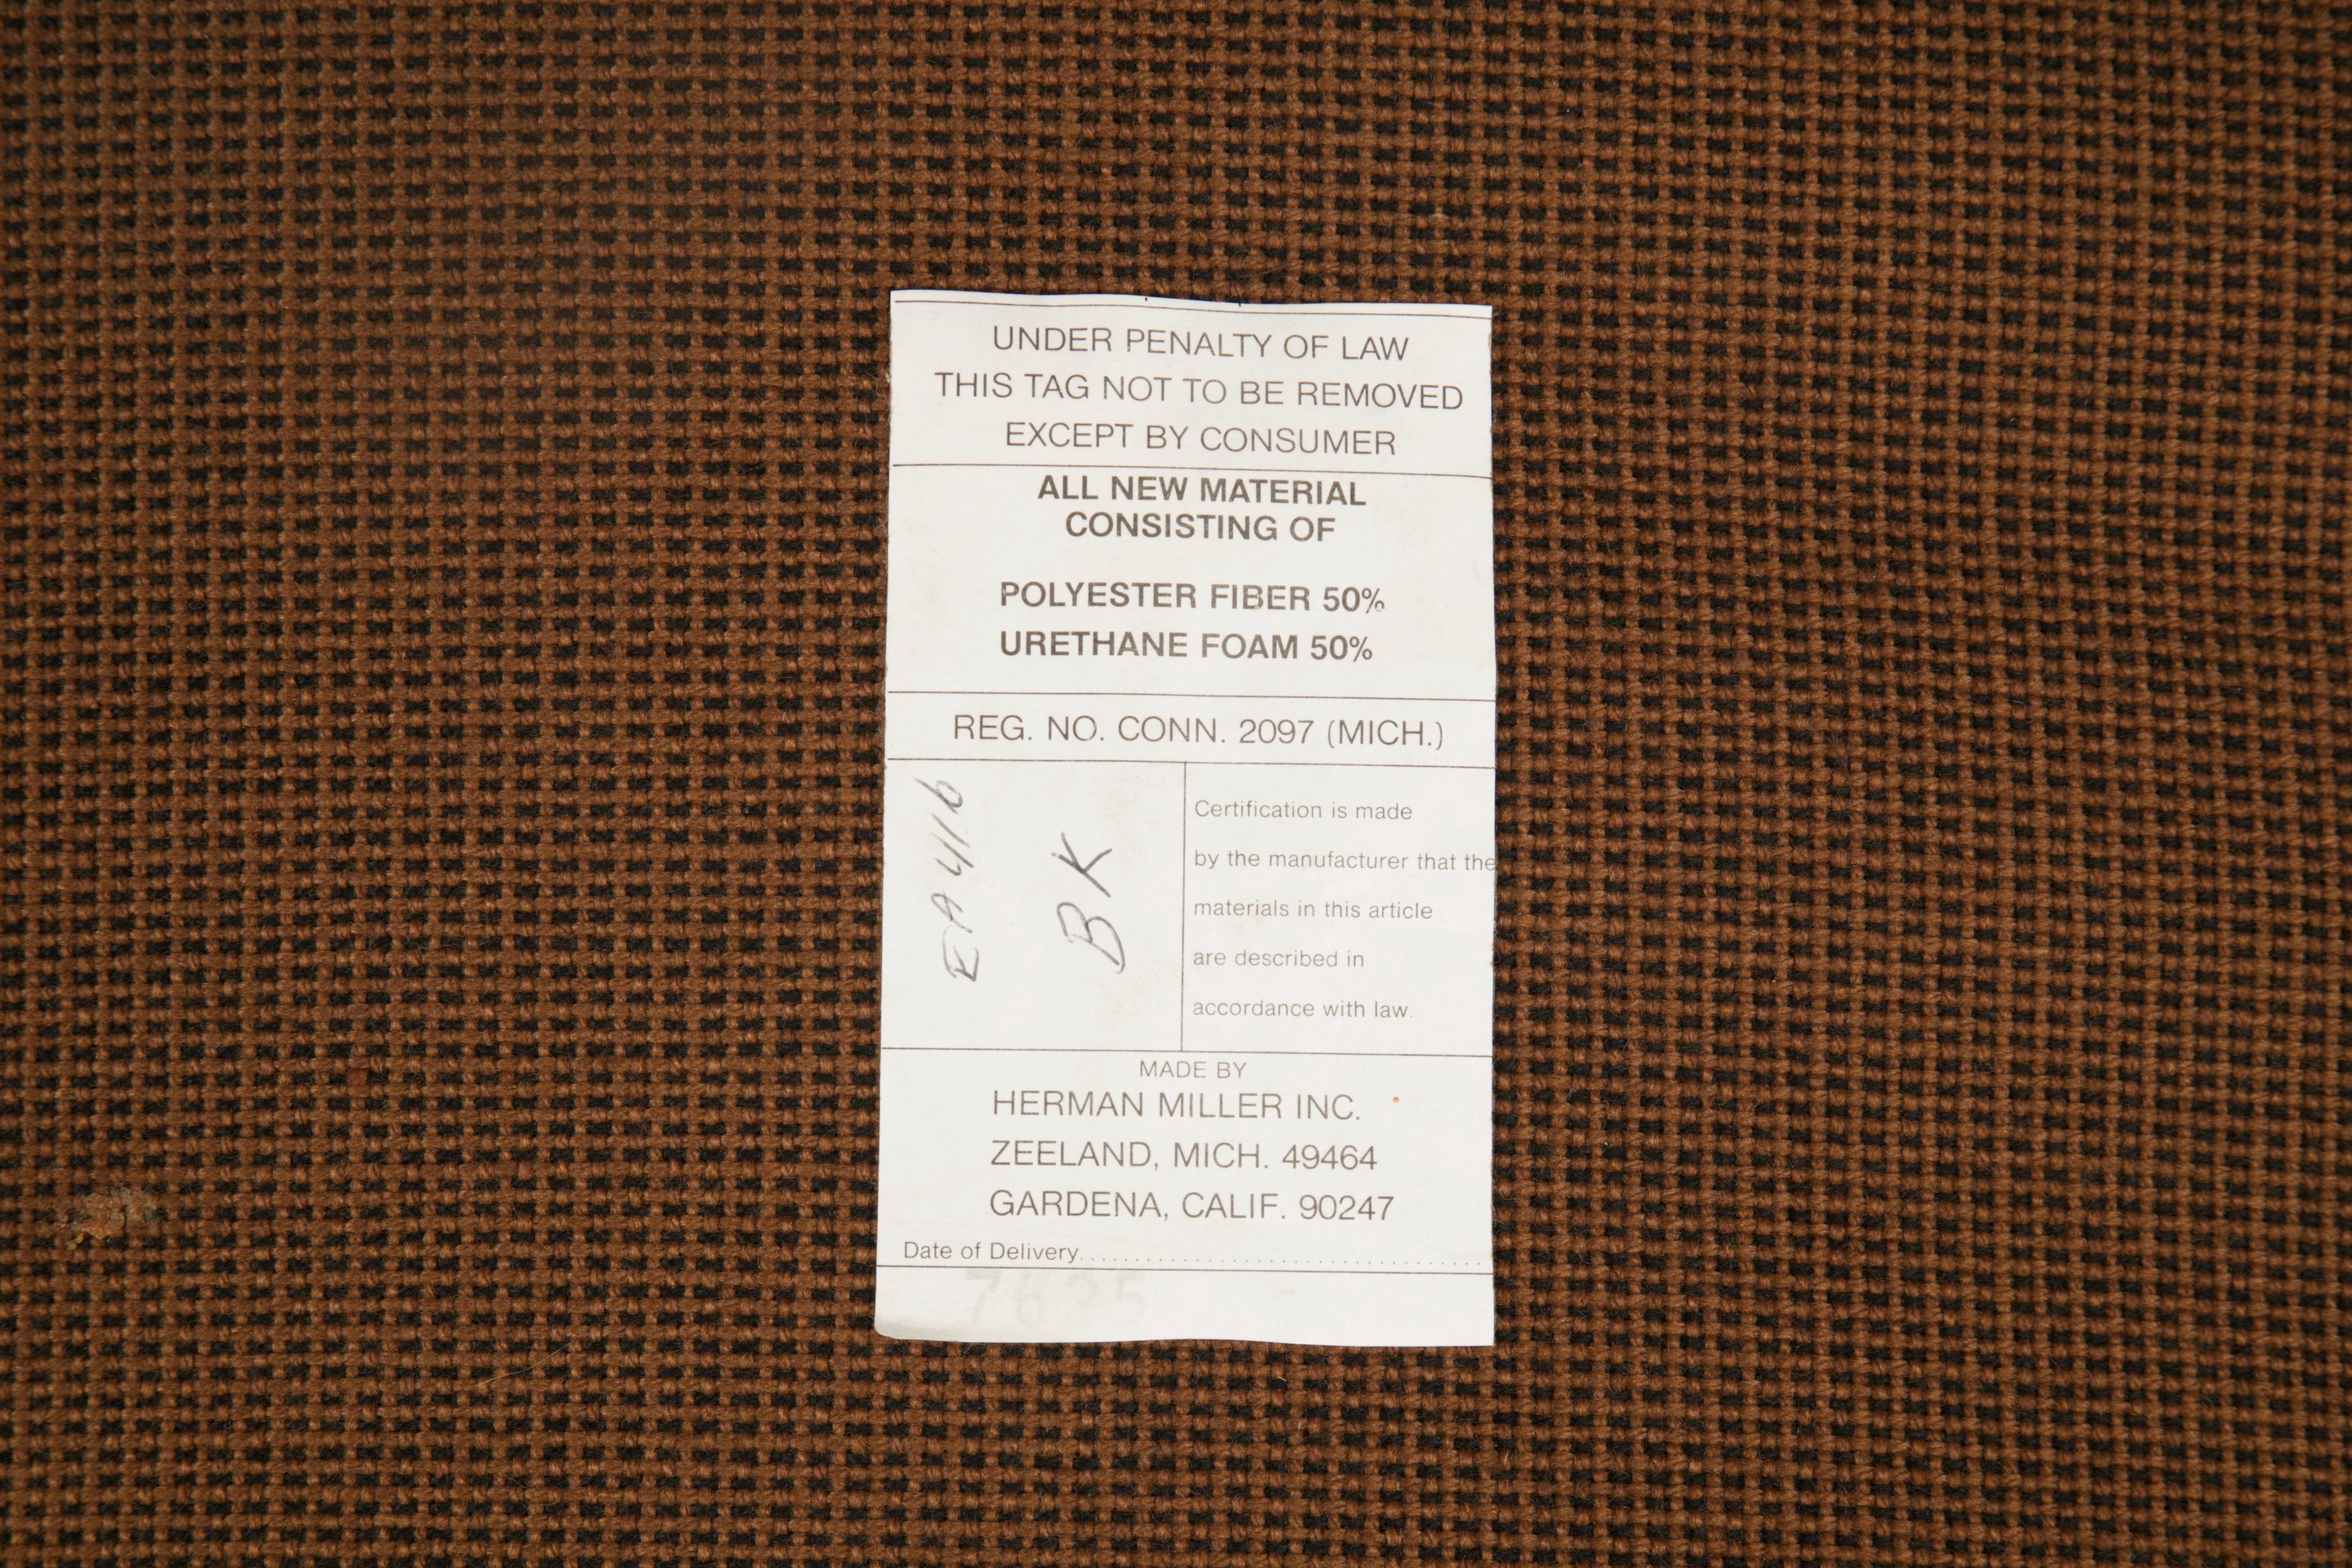 UNDER PENALTY OF LAW
THIS TAG NOT TO BE REMOVED
EXCEPT BY CONSUMER
ALL NEW MATERIAL
CONSISTING OF
POLYESTER FIBER 50%
URETHANE FOAM 50%
REG. NO. CONN. 2097 (MICH.)
EA416
BK
Certification is made
by the manufacturer that the
materials in this article
are described in
accordance with law.
MADE BY
HERMAN MILLER INC.
ZEELAND, MICH. 49464
GARDENA, CALIF. 90247
Date of Delivery......................................